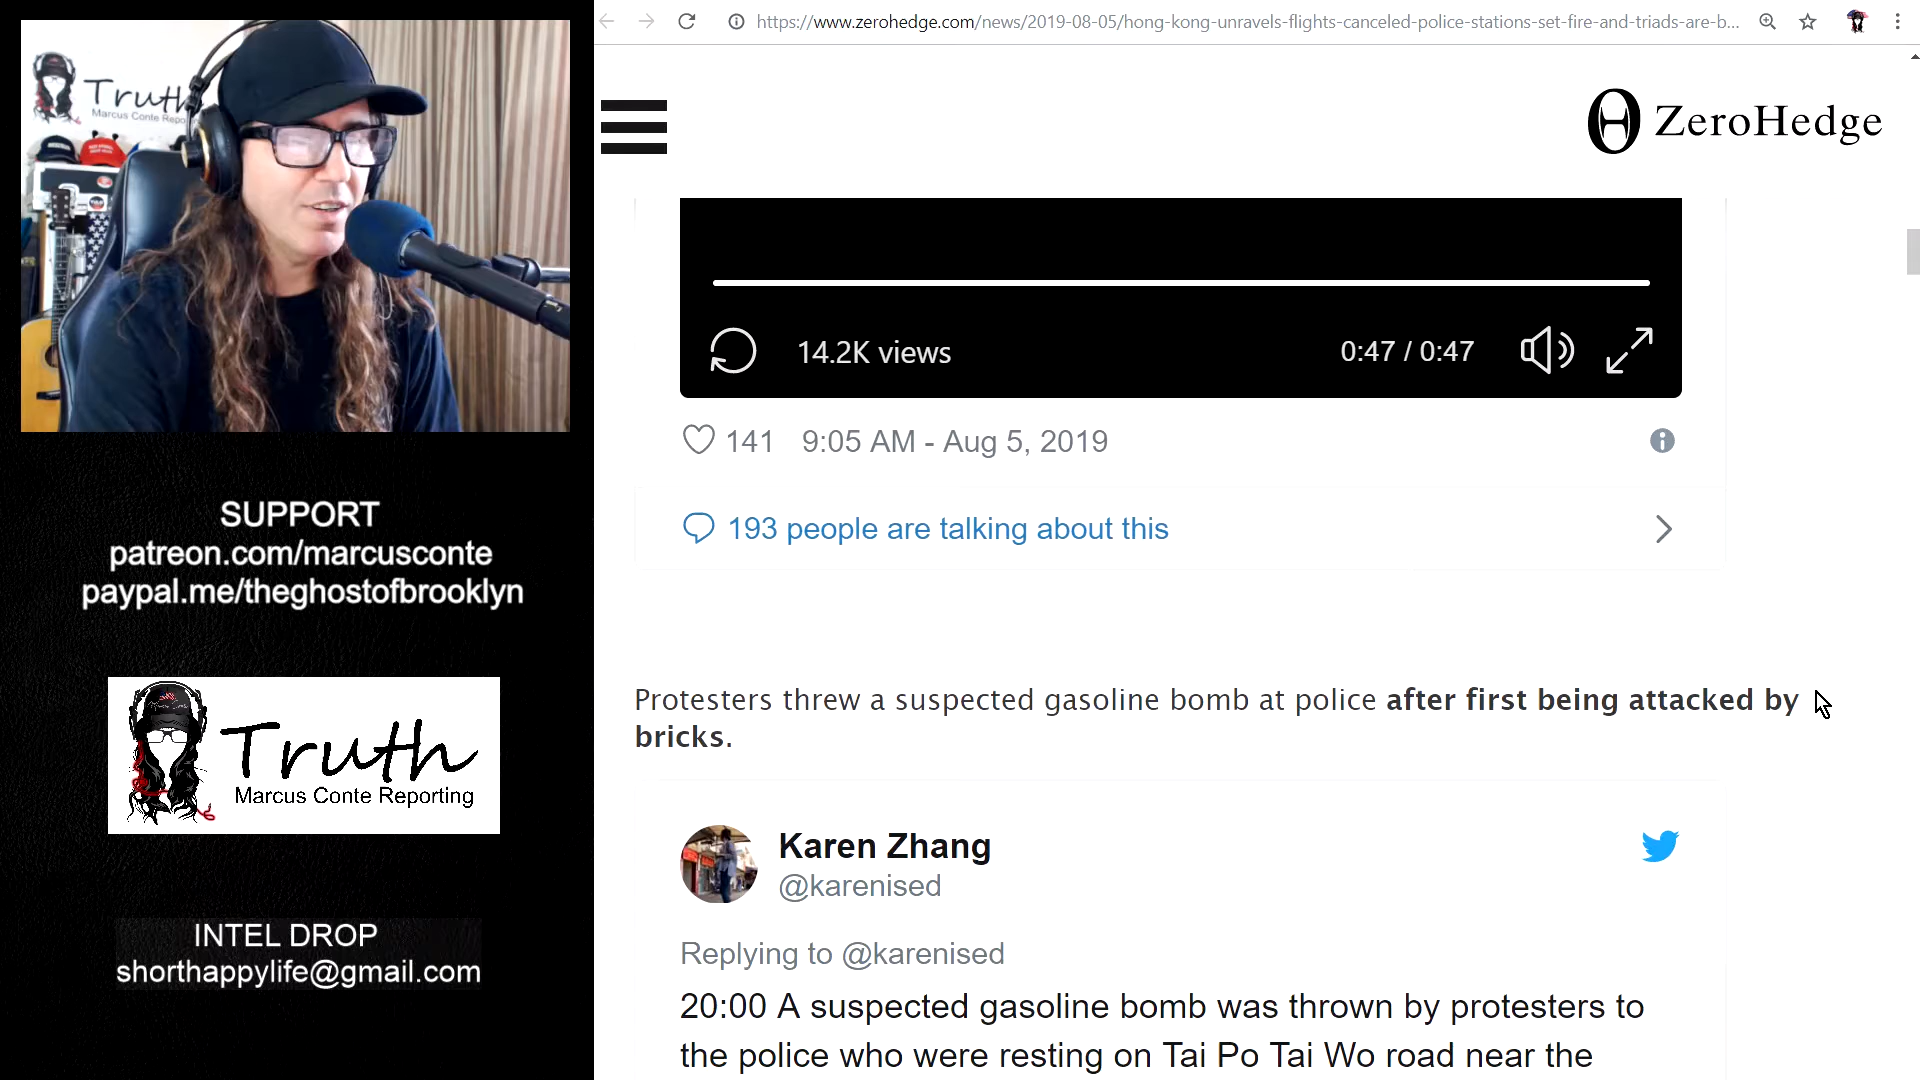 Truth
Marcus Conte Repo
SUPPORT
patreon.com/marcusconte
paypal.me/theghostofbrooklyn
Truth
Marcus Conte Reporting
INTEL DROP
shorthappylife@gmail.com
https://www.zerohedge.com/news/2019-08-05/hong-kong-unravels-flights-canceled-police-stations-set-fire-and-triads-are-b...
ZeroHedge
14.2K views
0:47 / 0:47
141 9:05 AM - Aug 5, 2019
193 people are talking about this
Protesters threw a suspected gasoline bomb at police after first being attacked by
bricks.
Karen Zhang
@karenised
Replying to @karenised
20:00 A suspected gasoline bomb was thrown by protesters to
the police who were resting on Tai Po Tai Wo road near the